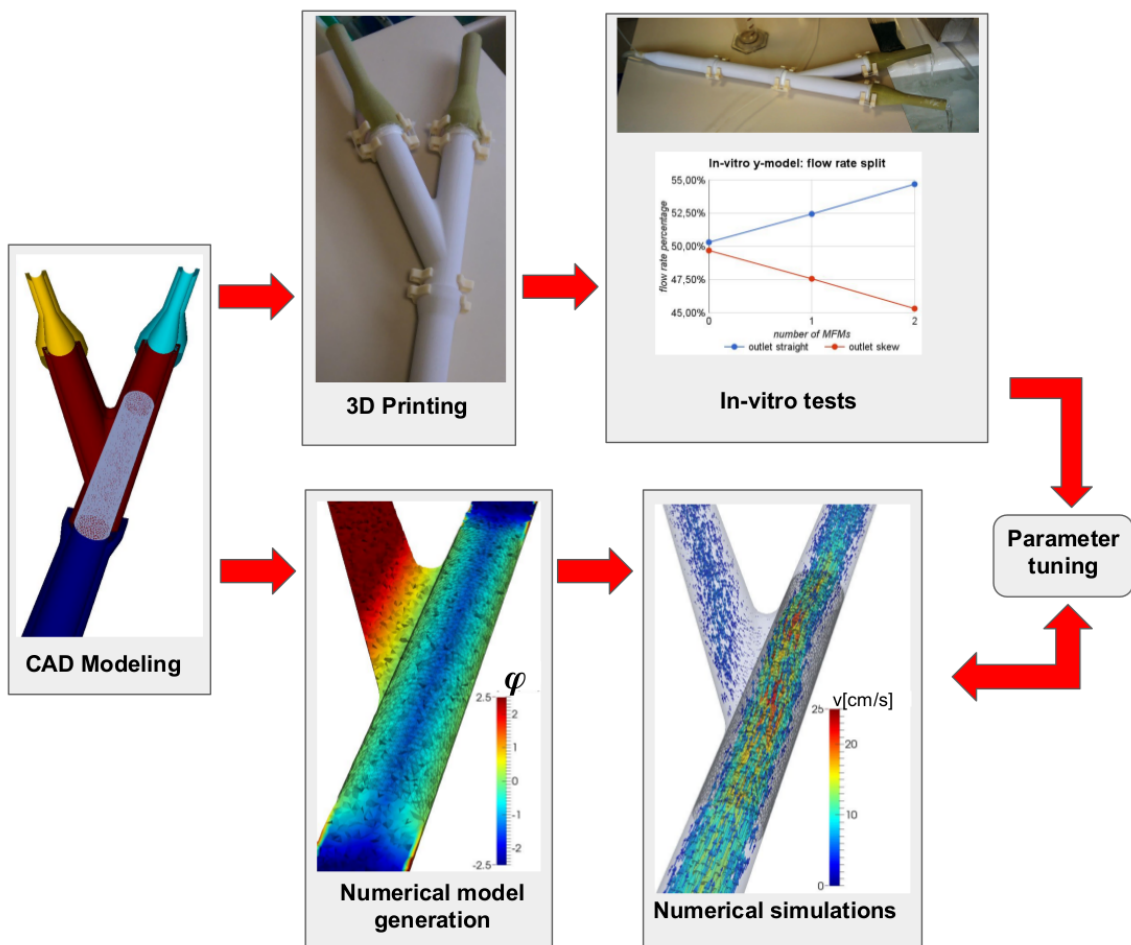 CAD Modeling
3D Printing
In-vitro y-model: flow rate split
flow rate percentage
55,00%
52,50%
50,00%
47,50%
45,00%
0
1
2
number of MFMs
outlet straight
outlet skew
In-vitro tests
Parameter
tuning
φ
2.5
2
1
0
-1
-2
-2.5
Numerical model
generation
v[cm/s]
25
20
10
0
Numerical simulations